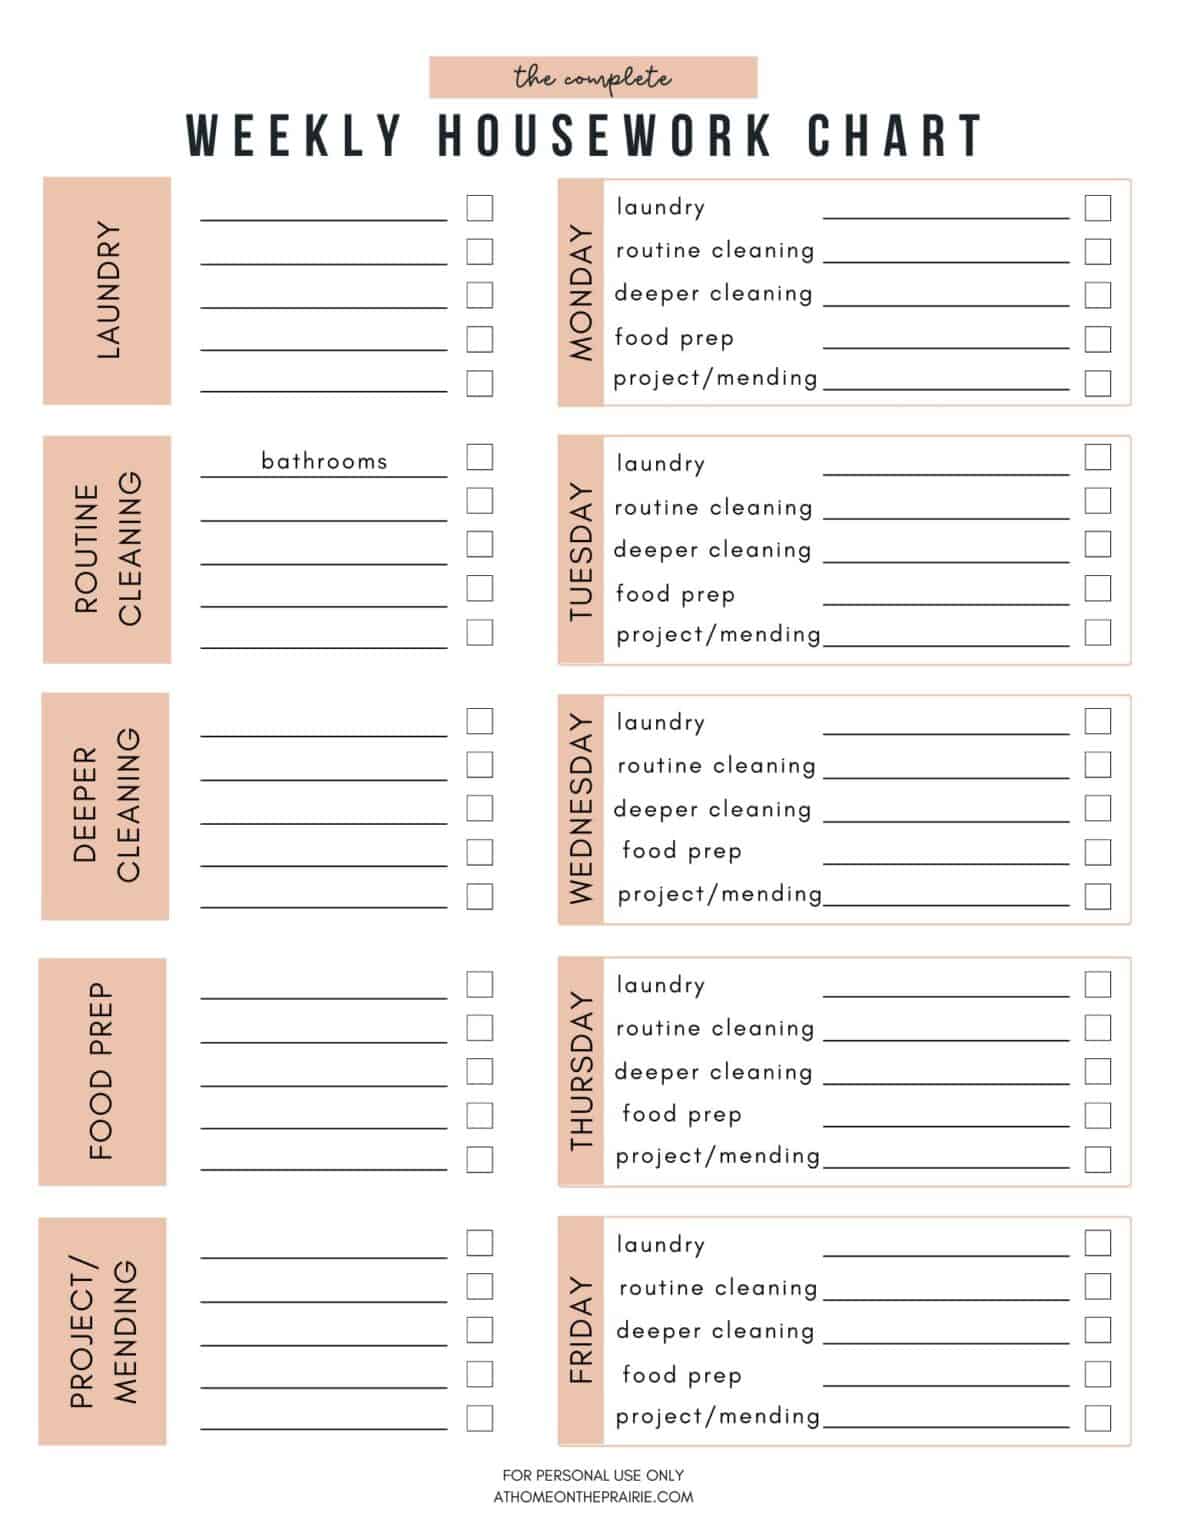 the complete
WEEKLY HOUSEWORK CHART
LAUNDRY
ROUTINE
CLEANING
bathrooms
DEEPER
CLEANING
FOOD PREP
PROJECT/
MENDING
MONDAY
laundry
routine cleaning
deeper cleaning
food prep
project/mending
TUESDAY
laundry
routine cleaning
deeper cleaning
food prep
project/mending
WEDNESDAY
laundry
routine cleaning
deeper cleaning
food prep
project/mending
THURSDAY
laundry
routine cleaning
deeper cleaning
food prep
project/mending
FRIDAY
laundry
routine cleaning
deeper cleaning
food prep
project/mending
FOR PERSONAL USE ONLY
ATHOMEONTHEPRAIRIE.COM